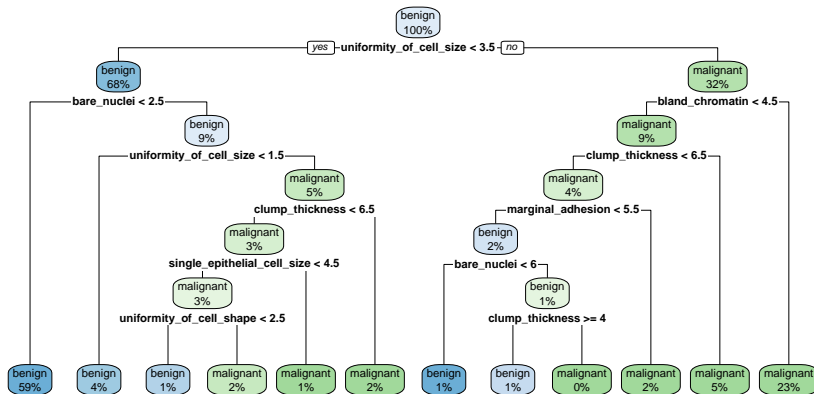 benign
100%
yes uniformity_of_cell_size < 3.5 no
benign
68%
malignant
32%
bare_nuclei < 2.5
bland_chromatin < 4.5
benign
9%
malignant
9%
uniformity_of_cell_size < 1.5
clump_thickness < 6.5
malignant
5%
malignant
4%
clump_thickness < 6.5
marginal_adhesion < 5.5
malignant
3%
benign
2%
single_epithelial_cell_size < 4.5
bare_nuclei < 6
malignant
3%
benign
1%
uniformity_of_cell_shape < 2.5
clump_thickness >= 4
benign
59%
benign
4%
benign
1%
malignant
2%
malignant
1%
malignant
2%
benign
1%
benign
1%
malignant
0%
malignant
2%
malignant
5%
malignant
23%